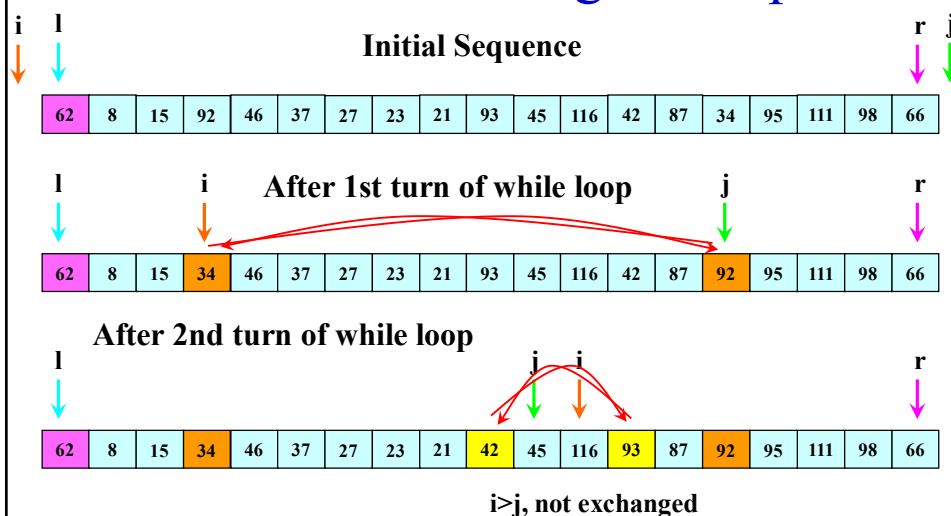 i l r j
Initial Sequence
62 8 15 92 46 37 27 23 21 93 45 116 42 87 34 95 111 98 66
l i After 1st turn of while loop j r
62 8 15 34 46 37 27 23 21 93 45 116 42 87 92 95 111 98 66
After 2nd turn of while loop
l j i r
62 8 15 34 46 37 27 23 21 42 45 116 93 87 92 95 111 98 66
i>j, not exchanged